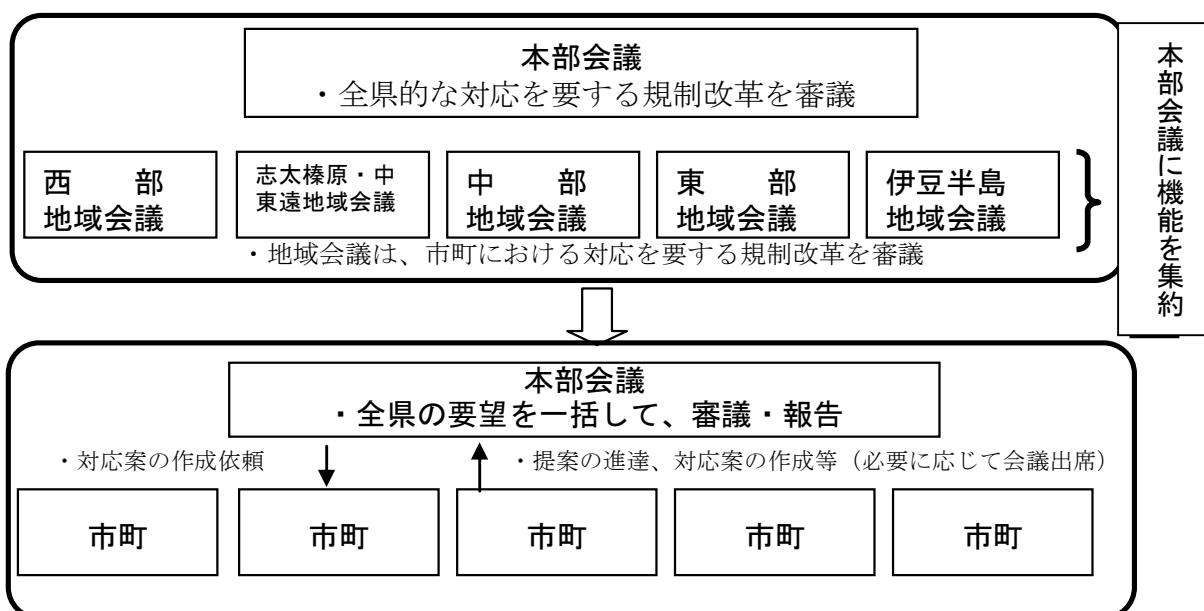 本部会議
・全県的な対応を要する規制改革を審議
西　　部
地域会議
志太榛原・中
東遠地域会議
中　　部
地域会議
東　　部
地域会議
伊豆半島
地域会議
・地域会議は、市町における対応を要する規制改革を審議
本部会議に機能を集約
本部会議
・全県の要望を一括して、審議・報告
・対応案の作成依頼
・提案の進達、対応案の作成等（必要に応じて会議出席）
市町
市町
市町
市町
市町